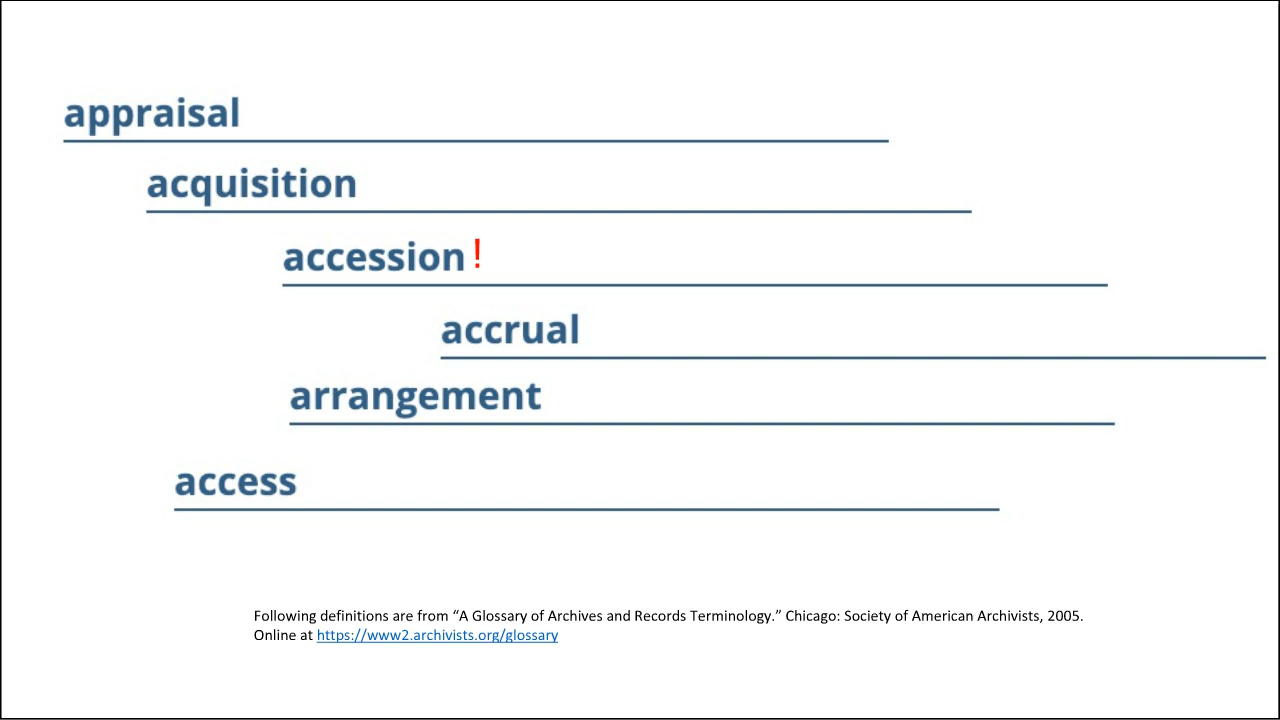 appraisal
acquisition
accession !
accrual
arrangement
access
Following definitions are from “A Glossary of Archives and Records Terminology.” Chicago: Society of American Archivists, 2005.
Online at https://www2.archivists.org/glossary